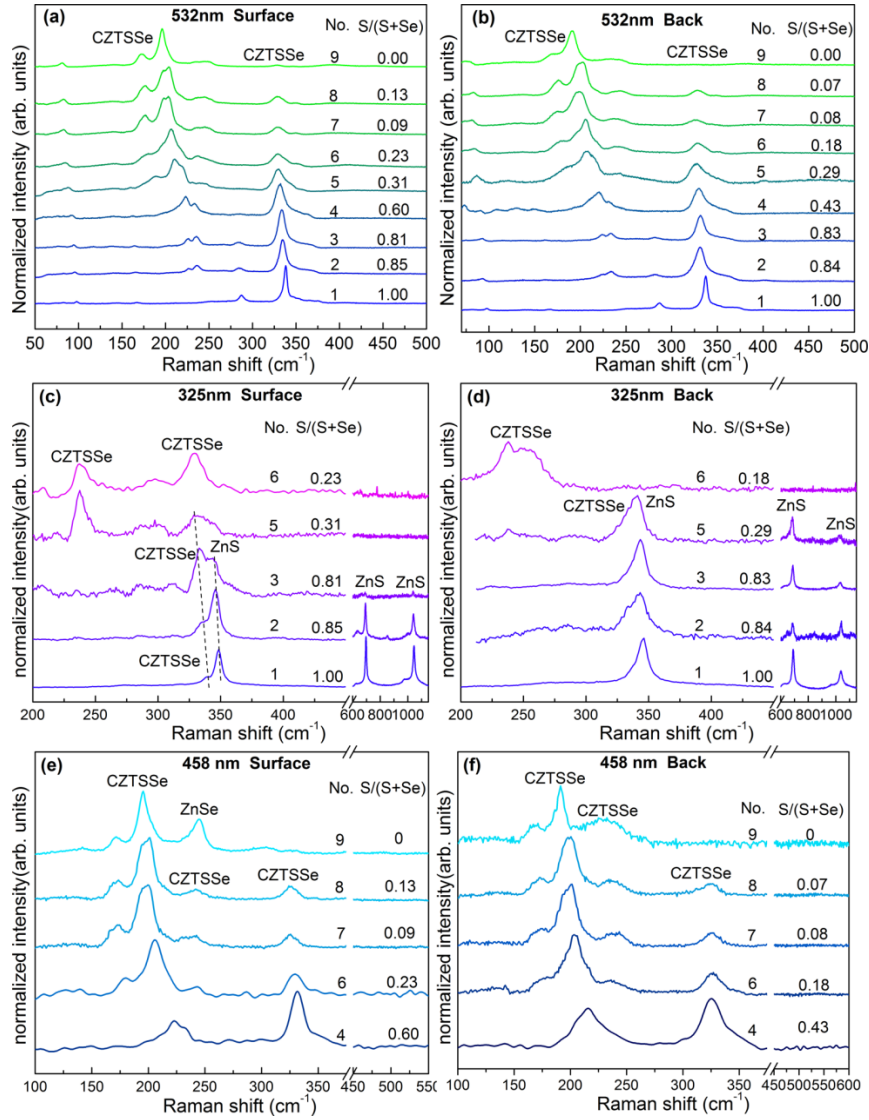 (a) 532nm Surface No. S/(S+Se)
CZTSSe CZTSSe 9 0.00
8 0.13
7 0.09
6 0.23
5 0.31
4 0.60
3 0.81
2 0.85
1 1.00
Normalized intensity (arb. units)
50 100 150 200 250 300 350 400 450 500
Raman shift (cm-1)
(b) 532nm Back No. S/(S+Se)
CZTSSe CZTSSe 9 0.00
8 0.07
7 0.08
6 0.18
5 0.29
4 0.43
3 0.83
2 0.84
1 1.00
Normalized intensity (arb. units)
100 150 200 250 300 350 400 450 500
Raman shift (cm-1)
(c) 325nm Surface
No. S/(S+Se)
CZTSSe CZTSSe
6 0.23
5 0.31
CZTSSe ZnS
3 0.81 ZnS ZnS
2 0.85
CZTSSe
1 1.00
normalized intensity(arb. units)
200 250 300 350 400 600 800 1000
Raman shift (cm-1)
(d) 325nm Back
No. S/(S+Se)
CZTSSe
6 0.18
CZTSSe ZnS ZnS
5 0.29 ZnS
3 0.83
2 0.84
1 1.00
normalized intensity (arb. units)
200 250 300 350 400 600 800 1000
Raman shift (cm-1)
(e) 458 nm Surface
CZTSSe No. S/(S+Se)
ZnSe
9 0
CZTSSe CZTSSe 8 0.13
7 0.09
6 0.23
4 0.60
normalized intensity(arb. units)
100 150 200 250 300 350 450 500 550
Raman shift (cm-1)
(f) 458 nm Back
CZTSSe No. S/(S+Se)
CZTSSe
9 0
CZTSSe
8 0.07
7 0.08
6 0.18
4 0.43
normalized intensity(arb. units)
100 150 200 250 300 350 450 500 550 600
Raman shift (cm-1)